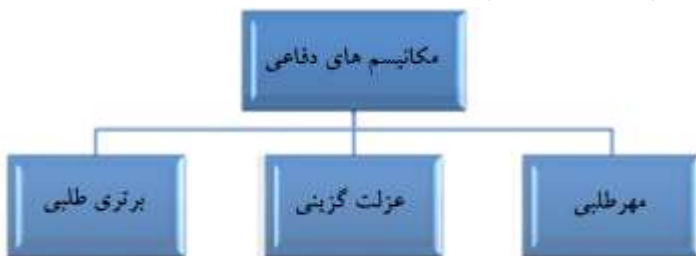 مکانیسم های دفاعی
مهرطلبی
عزلت گزینی
برتری طلبی